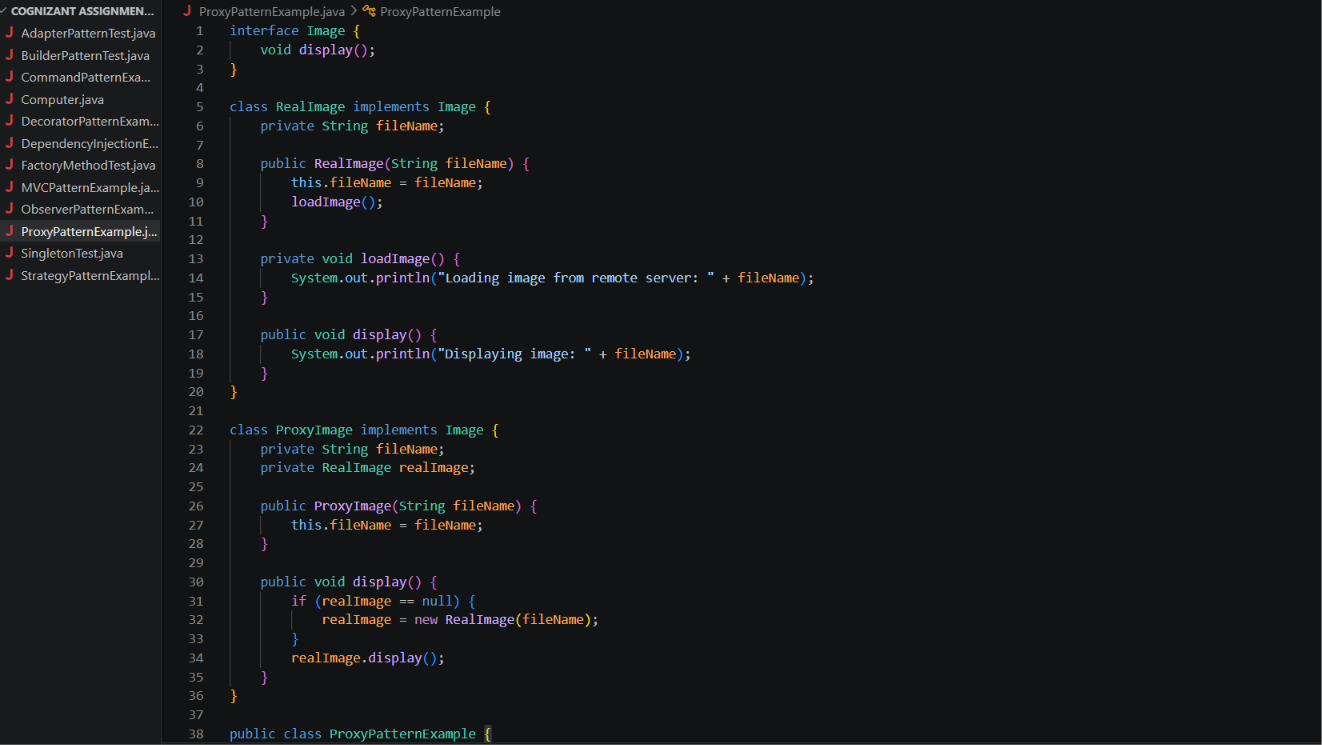 COGNIZANT ASSIGNMEN...
AdapterPatternTest.java
BuilderPatternTest.java
CommandPatternExa...
Computer.java
DecoratorPatternExam...
DependencyInjectionE...
FactoryMethodTest.java
MVCPatternExample.ja...
ObserverPatternExam...
ProxyPatternExample.j...
SingletonTest.java
StrategyPatternExampl...
ProxyPatternExample.java > ProxyPatternExample
1 interface Image {
2     void display();
3 }
4
5 class RealImage implements Image {
6     private String fileName;
7
8     public RealImage(String fileName) {
9         this.fileName = fileName;
10         loadImage();
11     }
12
13     private void loadImage() {
14         System.out.println("Loading image from remote server: " + fileName);
15     }
16
17     public void display() {
18         System.out.println("Displaying image: " + fileName);
19     }
20 }
21
22 class ProxyImage implements Image {
23     private String fileName;
24     private RealImage realImage;
25
26     public ProxyImage(String fileName) {
27         this.fileName = fileName;
28     }
29
30     public void display() {
31         if (realImage == null) {
32             realImage = new RealImage(fileName);
33         }
34         realImage.display();
35     }
36 }
37
38 public class ProxyPatternExample {